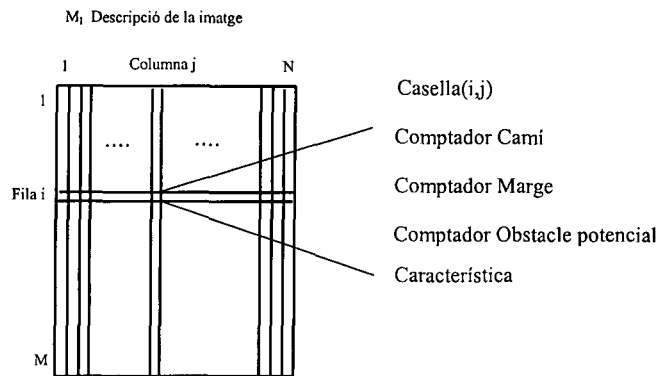 M₁ Descripció de la imatge
1 Columna j N
1
Casella(i,j)
.... ....
Comptador Camí
Fila i
Comptador Marge
Comptador Obstacle potencial
Característica
M